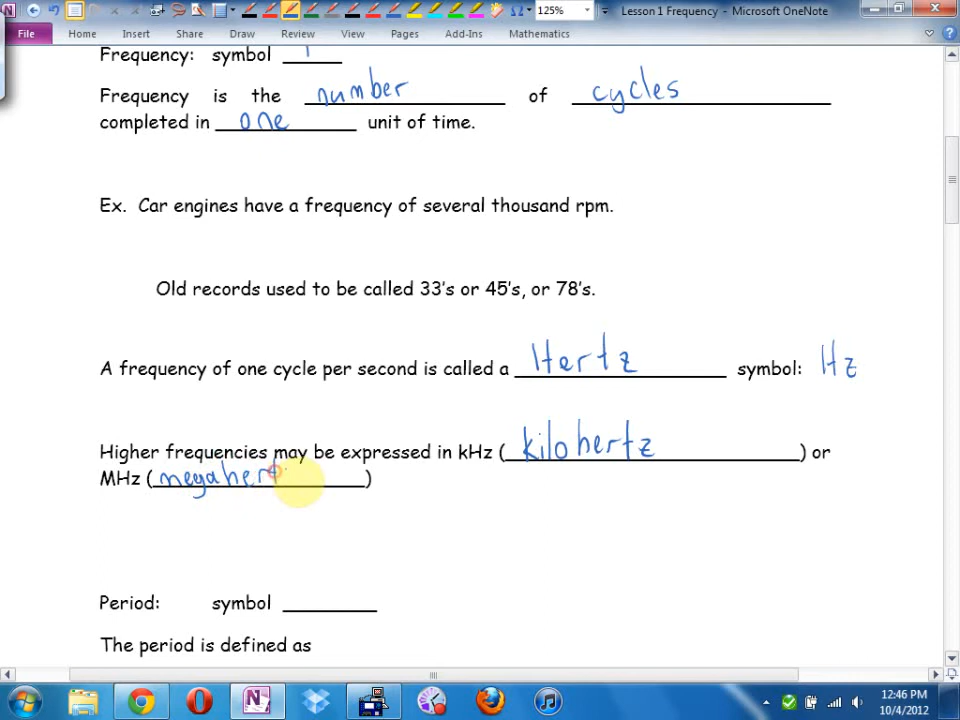 125%
Lesson 1 Frequency - Microsoft OneNote
File Home Insert Share Draw Review View Pages Add-Ins Mathematics
Frequency: symbol
Frequency is the number of cycles
completed in one unit of time.
Ex. Car engines have a frequency of several thousand rpm.
Old records used to be called 33's or 45's, or 78's.
A frequency of one cycle per second is called a Hertz symbol: Hz
Higher frequencies may be expressed in kHz (kilohertz) or
MHz (megahert)
Period: symbol
The period is defined as
12:46 PM
10/4/2012